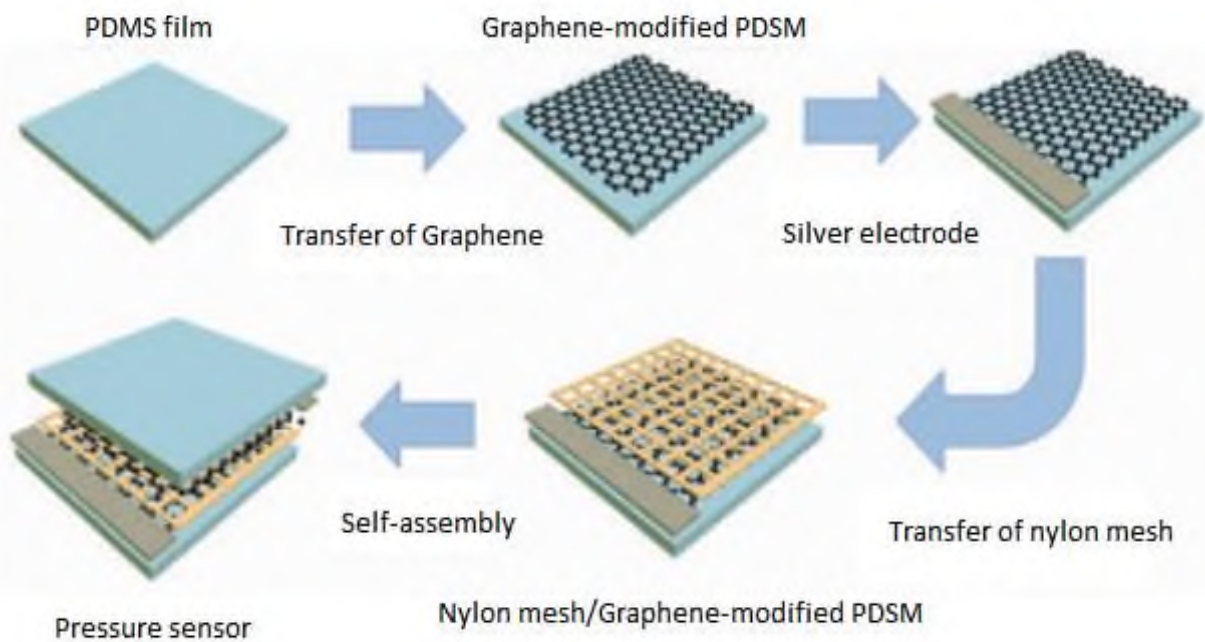 PDMS film
Graphene-modified PDSM
Transfer of Graphene
Silver electrode
Self-assembly
Transfer of nylon mesh
Pressure sensor
Nylon mesh/Graphene-modified PDSM